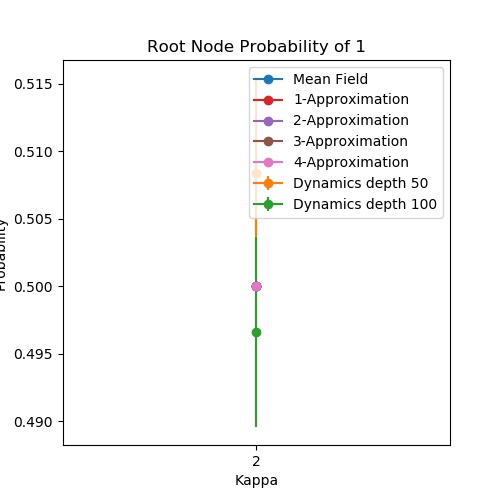 Root Node Probability of 1
0.515
0.510
0.505
0.500
0.495
0.490
Probability
Mean Field
1-Approximation
2-Approximation
3-Approximation
4-Approximation
Dynamics depth 50
Dynamics depth 100
2
Kappa